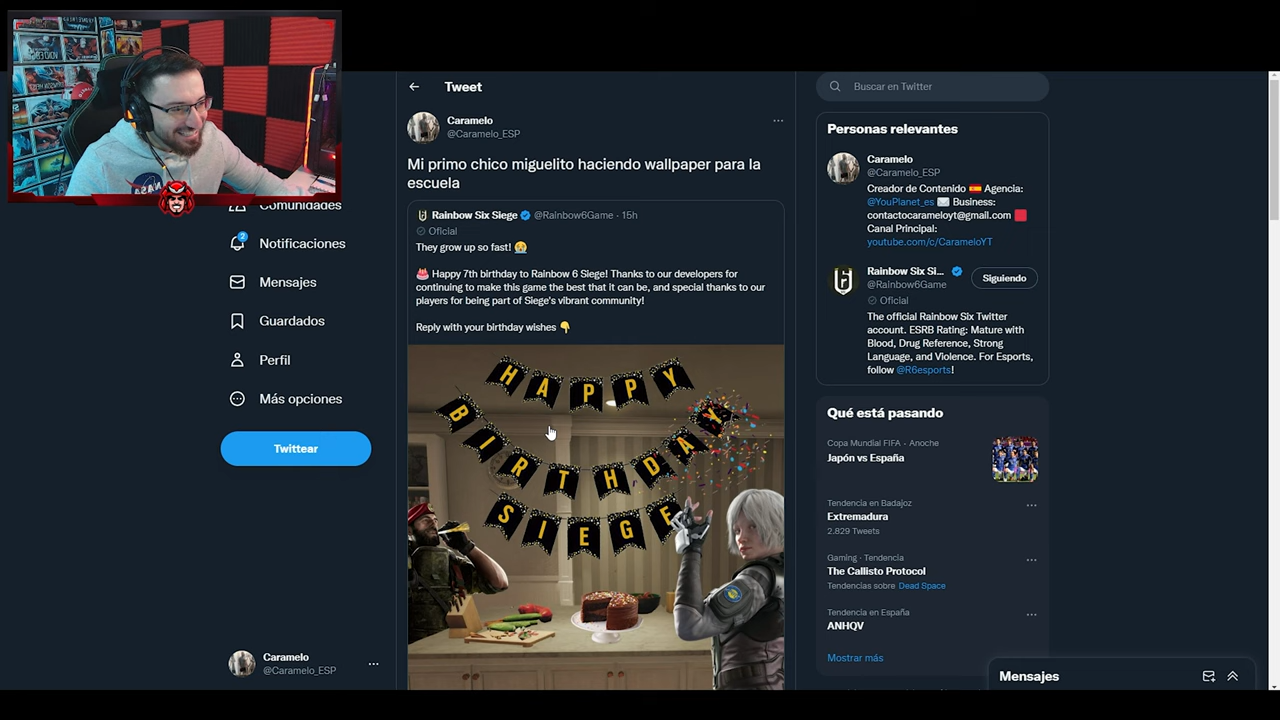 Tweet
Caramelo
@Caramelo_ESP
Mi primo chico miguelito haciendo wallpaper para la
escuela
Rainbow Six Siege @Rainbow6Game · 15h
Oficial
They grow up so fast! 😭
🎂 Happy 7th birthday to Rainbow 6 Siege! Thanks to our developers for
continuing to make this game the best that it can be, and special thanks to our
players for being part of Siege's vibrant community!
Reply with your birthday wishes 👇
HAPPY
BIRTHDAY
SIEGE
NASA
Comunidades
2
Notificaciones
Mensajes
Guardados
Perfil
Más opciones
Twittear
Caramelo
@Caramelo_ESP
Buscar en Twitter
Personas relevantes
Caramelo
@Caramelo_ESP
Creador de Contenido 🇪🇸 Agencia:
@YouPlanet_es ✉️ Business:
contactocarameloyt@gmail.com 🟥
Canal Principal:
youtube.com/c/CarameloYT
Rainbow Six Si...
@Rainbow6Game
Siguiendo
Oficial
The official Rainbow Six Twitter
account. ESRB Rating: Mature with
Blood, Drug Reference, Strong
Language, and Violence. For Esports,
follow @R6esports!
Qué está pasando
Copa Mundial FIFA · Anoche
Japón vs España
Tendencia en Badajoz
Extremadura
2.829 Tweets
Gaming · Tendencia
The Callisto Protocol
Tendencias sobre Dead Space
Tendencia en España
ANHQV
Mostrar más
Mensajes